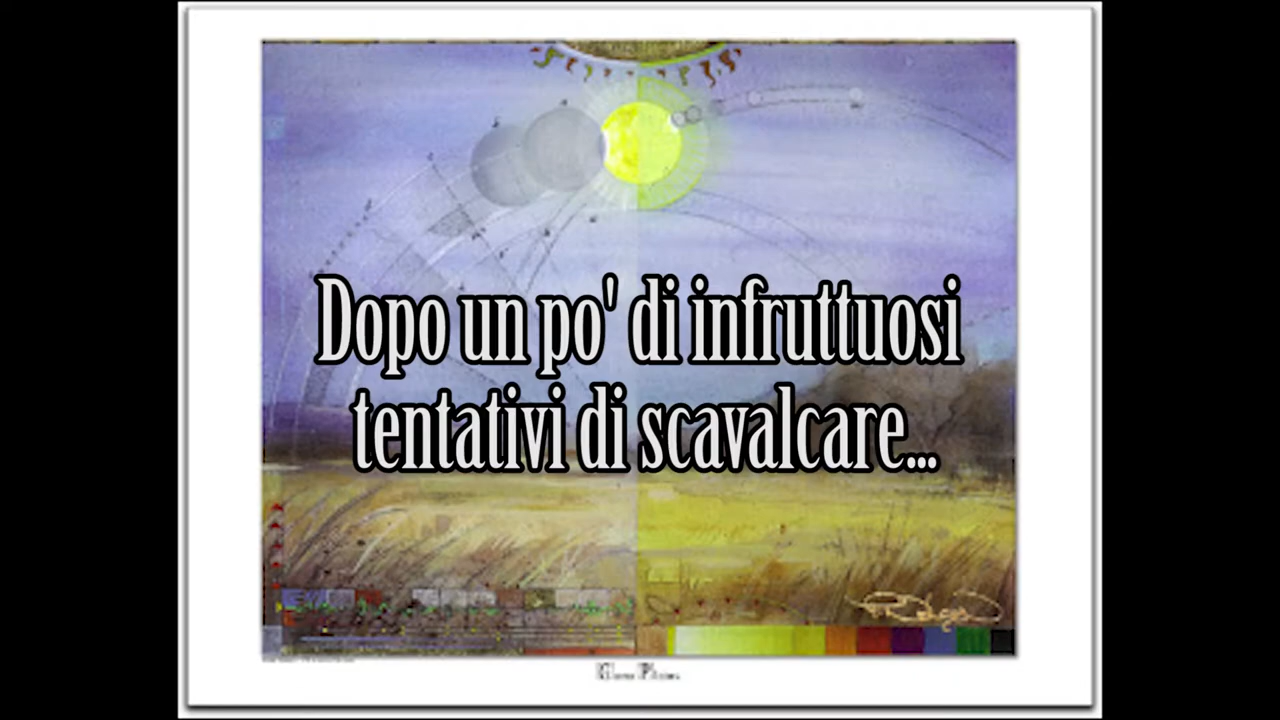 Dopo un po' di infruttuosi
tentativi di scavalcare...